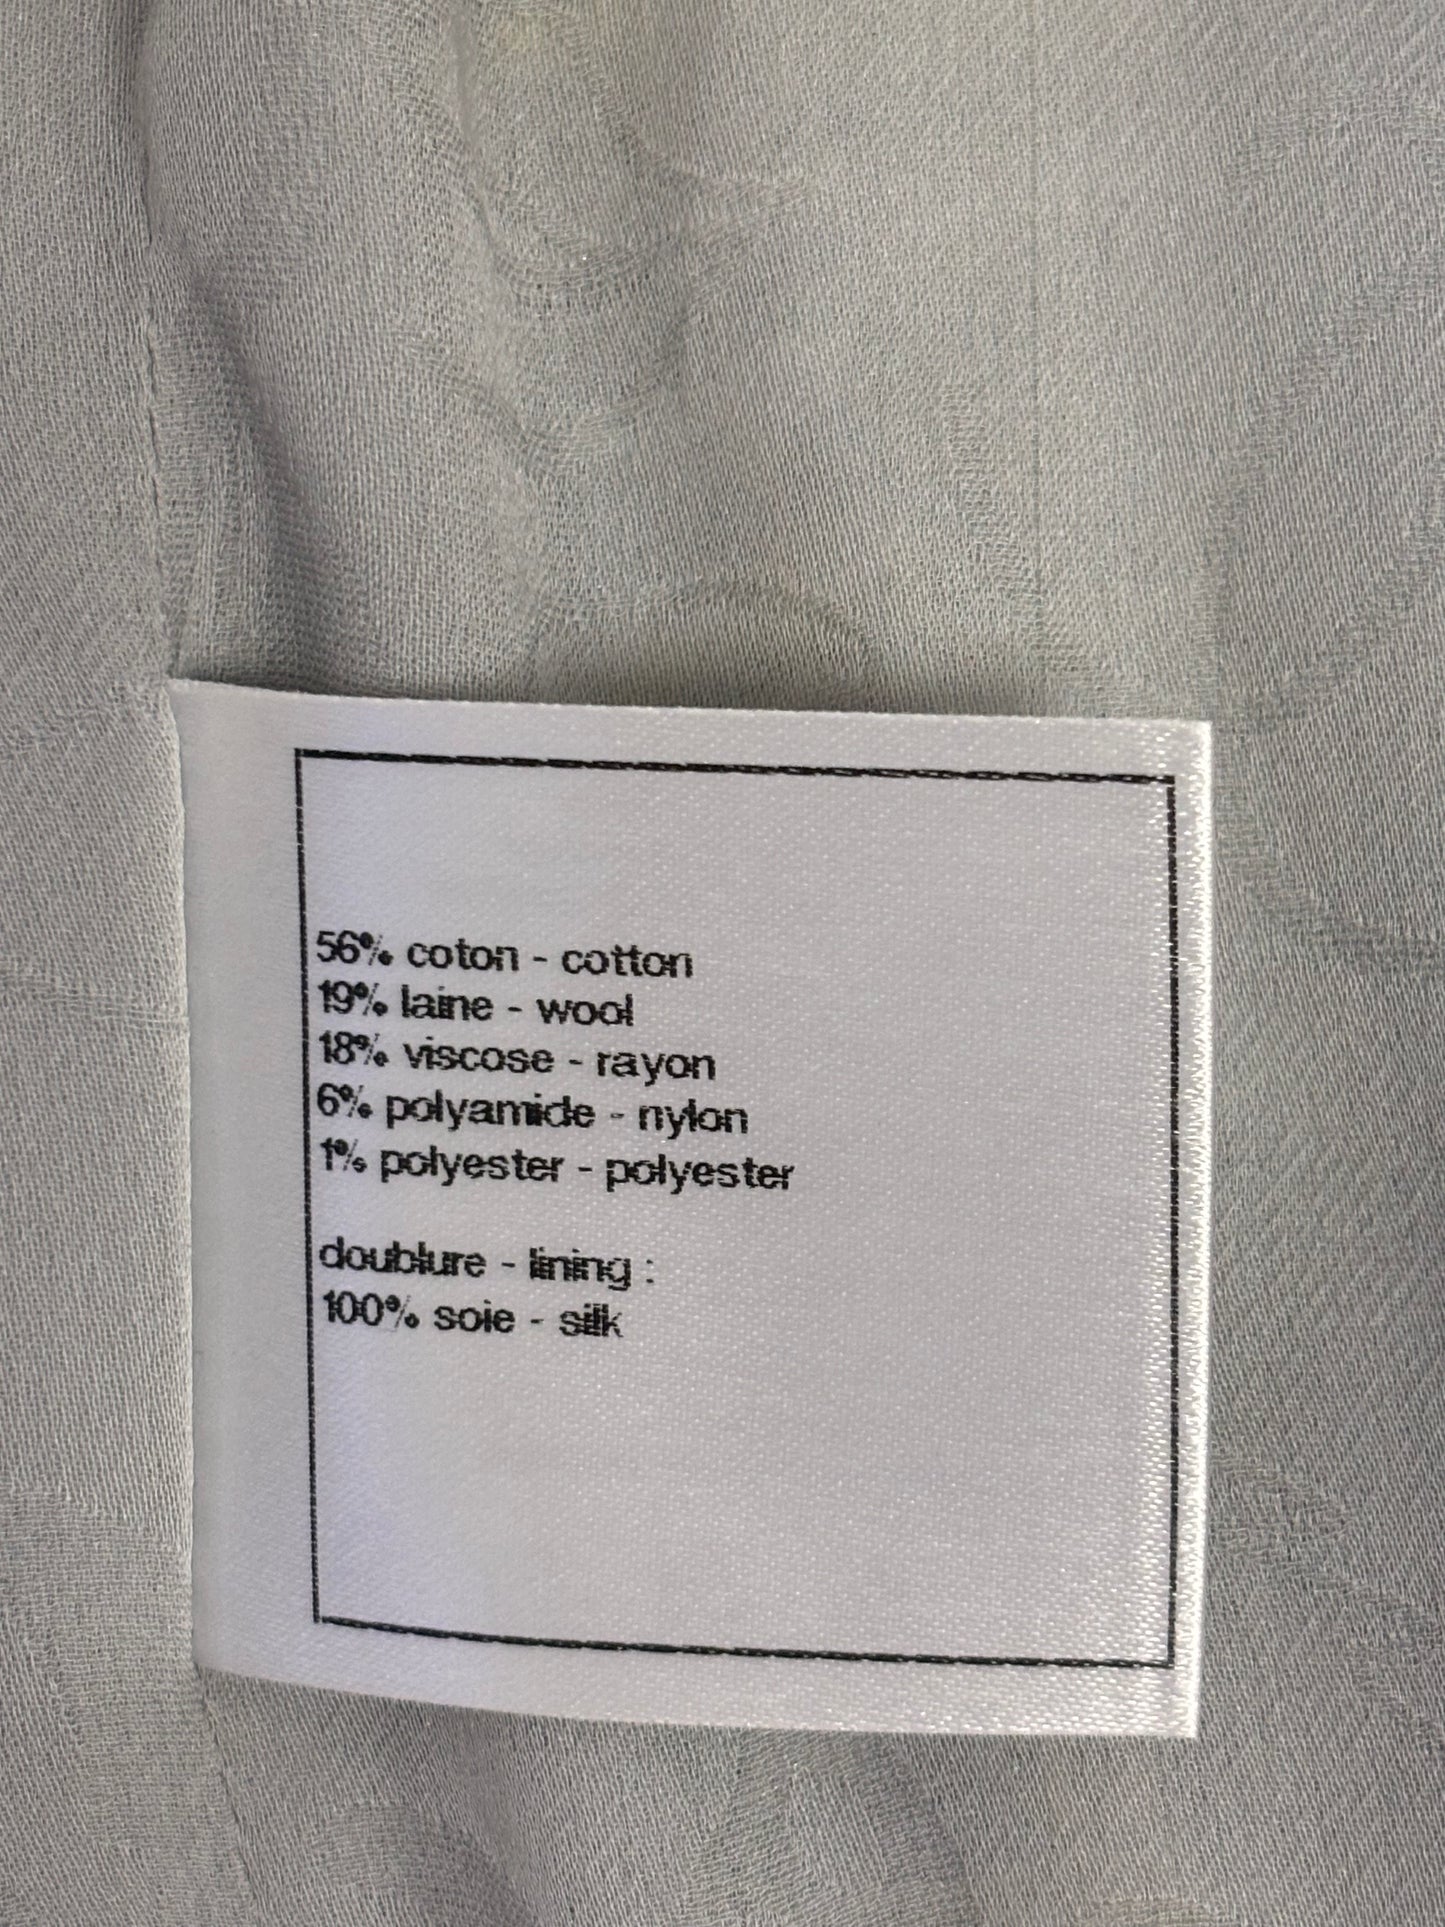 56% coton - cotton
19% laine - wool
18% viscose - rayon
6% polyamide - nylon
1% polyester - polyester
doublure - lining :
100% soie - silk